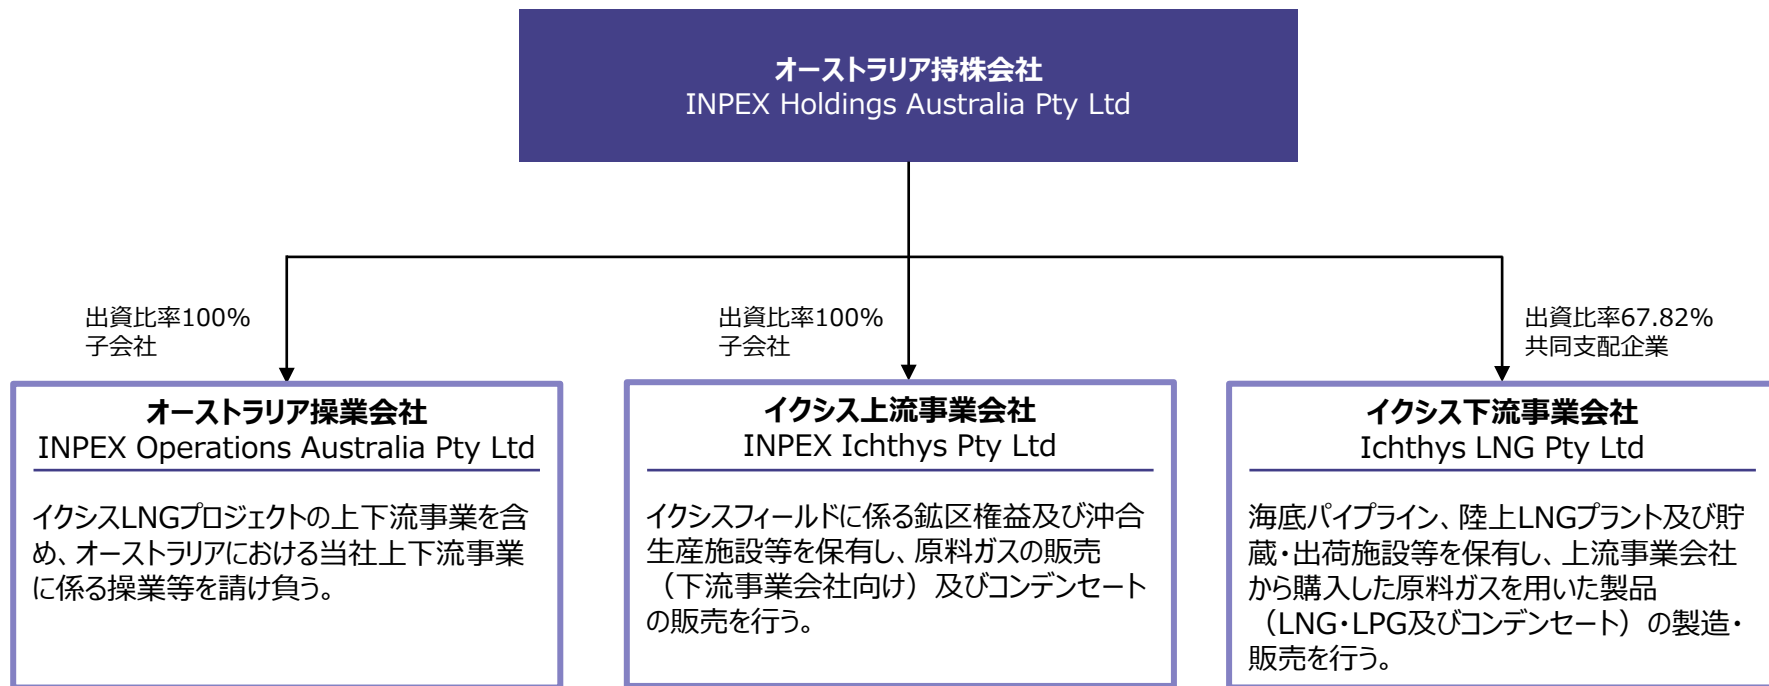 オーストラリア持株会社
INPEX Holdings Australia Pty Ltd
出資比率100%
子会社
出資比率100%
子会社
出資比率67.82%
共同支配企業
オーストラリア操業会社
INPEX Operations Australia Pty Ltd
イクシスLNGプロジェクトの上下流事業を含
め、オーストラリアにおける当社上下流事業
に係る操業等を請け負う。
イクシス上流事業会社
INPEX Ichthys Pty Ltd
イクシスフィールドに係る鉱区権益及び沖合
生産施設等を保有し、原料ガスの販売
（下流事業会社向け）及びコンデンセート
の販売を行う。
イクシス下流事業会社
Ichthys LNG Pty Ltd
海底パイプライン、陸上LNGプラント及び貯
蔵・出荷施設等を保有し、上流事業会社
から購入した原料ガスを用いた製品
（LNG・LPG及びコンデンセート）の製造・
販売を行う。